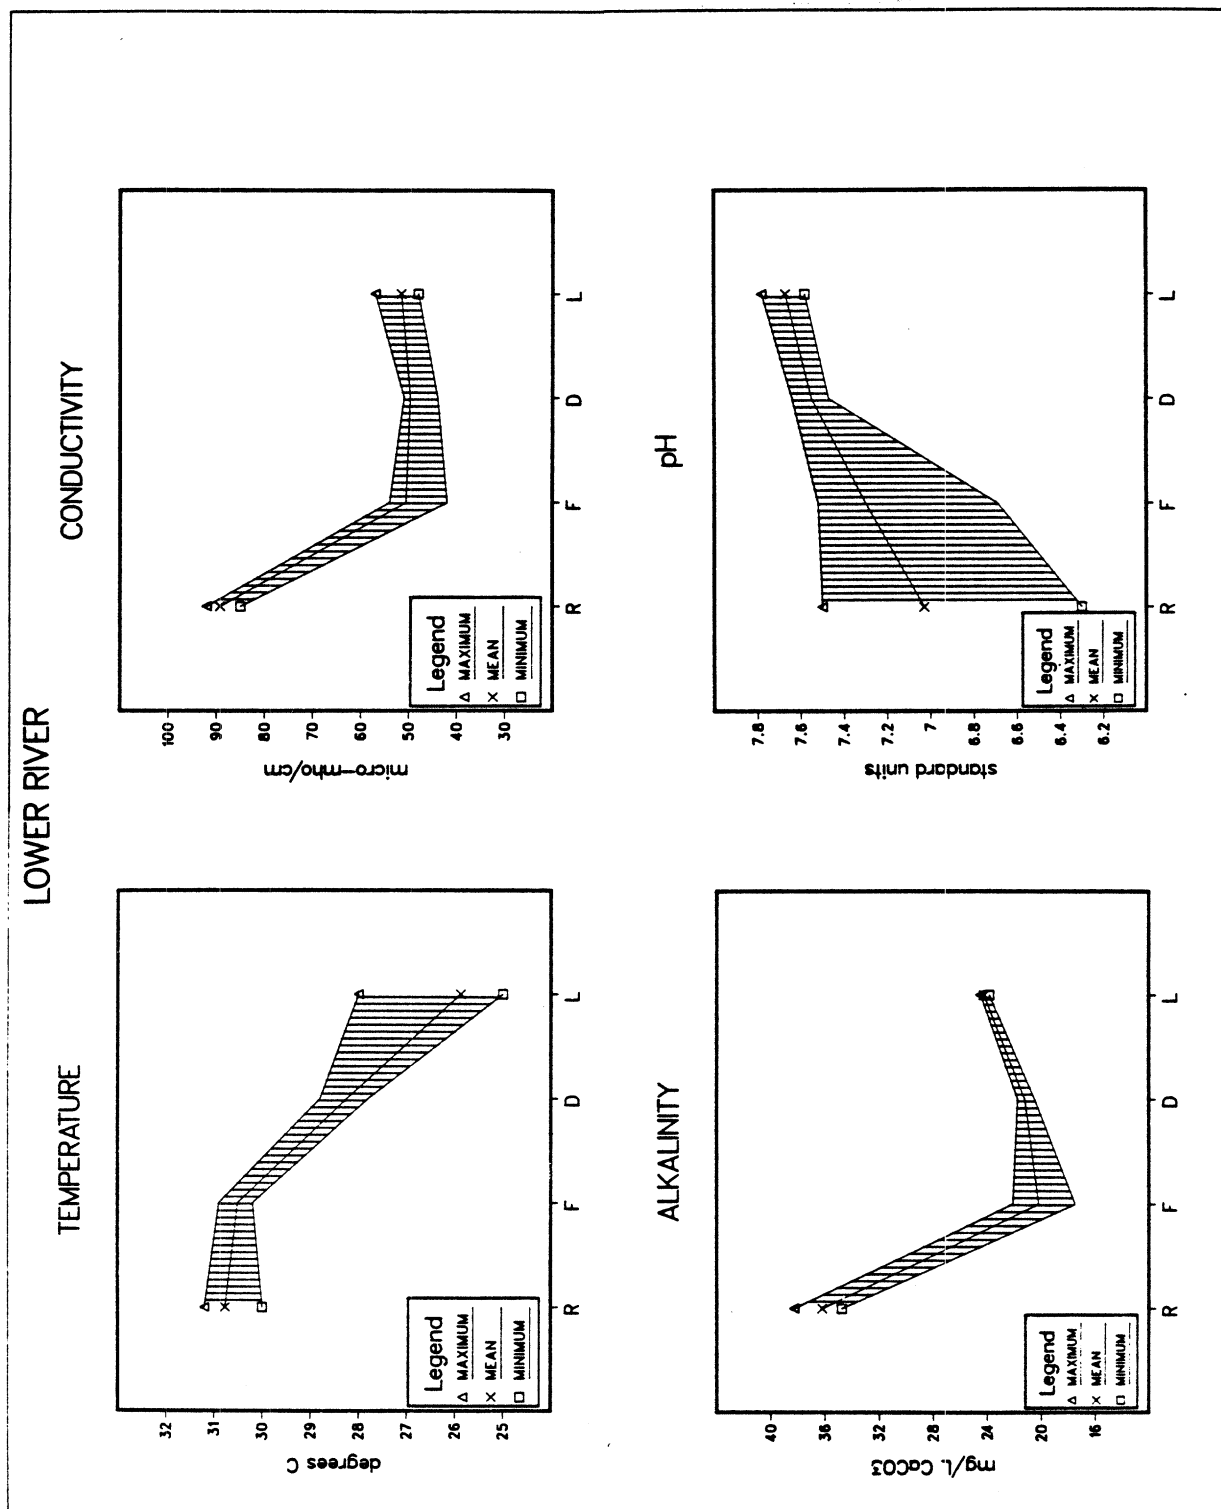 LOWER RIVER
TEMPERATURE
degrees C
32
31
30
29
28
27
26
25
R F D L
Legend
MAXIMUM
MEAN
MINIMUM
CONDUCTIVITY
micro-mho/cm
100
90
80
70
60
50
40
30
R F D L
Legend
MAXIMUM
MEAN
MINIMUM
ALKALINITY
mg/L CaCO3
40
36
32
28
24
20
16
R F D L
Legend
MAXIMUM
MEAN
MINIMUM
pH
standard units
7.8
7.6
7.4
7.2
7
6.8
6.6
6.4
6.2
R F D L
Legend
MAXIMUM
MEAN
MINIMUM